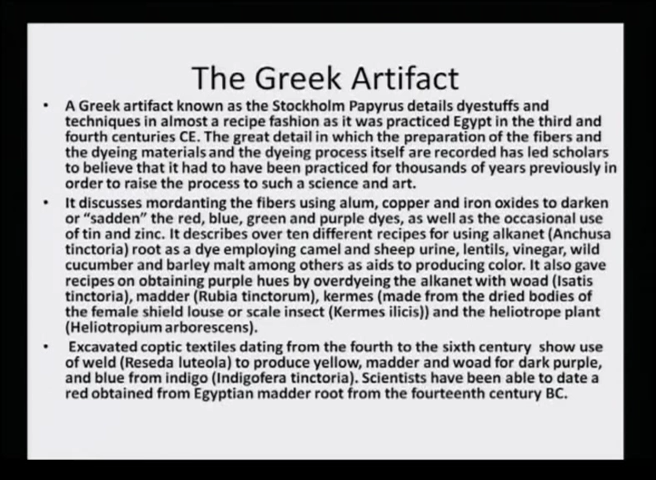 The Greek Artifact
• A Greek artifact known as the Stockholm Papyrus details dyestuffs and
techniques in almost a recipe fashion as it was practiced Egypt in the third and
fourth centuries CE. The great detail in which the preparation of the fibers and
the dyeing materials and the dyeing process itself are recorded has led scholars
to believe that it had to have been practiced for thousands of years previously in
order to raise the process to such a science and art.
• It discusses mordanting the fibers using alum, copper and iron oxides to darken
or “sadden” the red, blue, green and purple dyes, as well as the occasional use
of tin and zinc. It describes over ten different recipes for using alkanet (Anchusa
tinctoria) root as a dye employing camel and sheep urine, lentils, vinegar, wild
cucumber and barley malt among others as aids to producing color. It also gave
recipes on obtaining purple hues by overdyeing the alkanet with woad (Isatis
tinctoria), madder (Rubia tinctorum), kermes (made from the dried bodies of
the female shield louse or scale insect (Kermes ilicis)) and the heliotrope plant
(Heliotropium arborescens).
• Excavated coptic textiles dating from the fourth to the sixth century show use
of weld (Reseda luteola) to produce yellow, madder and woad for dark purple,
and blue from indigo (Indigofera tinctoria). Scientists have been able to date a
red obtained from Egyptian madder root from the fourteenth century BC.